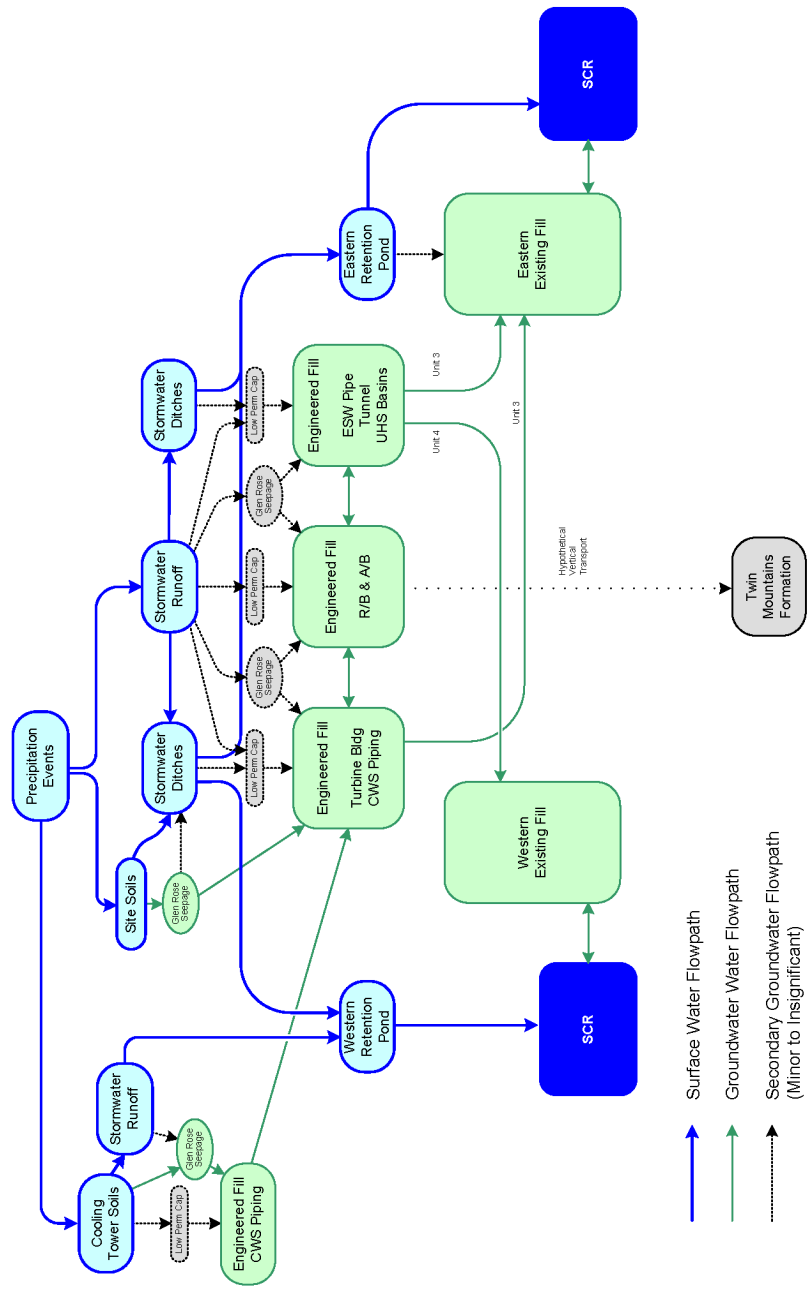 Precipitation
Events
Cooling
Tower Soils
Stormwater
Runoff
Site Soils
Stormwater
Ditches
Stormwater
Runoff
Stormwater
Ditches
Low Perm Cap
Glen Rose
Seepage
Glen Rose
Seepage
Low Perm Cap
Glen Rose
Seepage
Low Perm Cap
Glen Rose
Seepage
Low Perm Cap
Engineered Fill
CWS Piping
Engineered Fill
Turbine Bldg
CWS Piping
Engineered Fill
R/B & A/B
Engineered Fill
ESW Pipe
Tunnel
UHS Basins
Western
Retention
Pond
Eastern
Retention
Pond
Unit 4
Unit 3
Unit 3
Hypothetical
Vertical
Transport
SCR
Western
Existing Fill
Eastern
Existing Fill
SCR
Twin
Mountains
Formation
Surface Water Flowpath
Groundwater Water Flowpath
Secondary Groundwater Flowpath
(Minor to Insignificant)